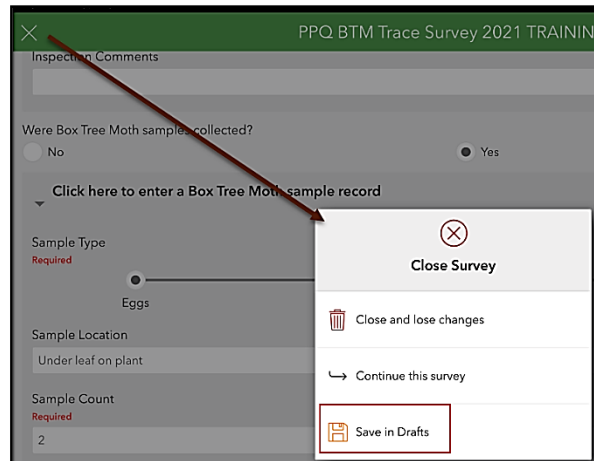 PPQ BTM Trace Survey 2021 TRAININ
Inspection Comments
Were Box Tree Moth samples collected?
No
Yes
Click here to enter a Box Tree Moth sample record
Sample Type
Required
Eggs
Sample Location
Under leaf on plant
Sample Count
Required
2
Close Survey
Close and lose changes
Continue this survey
Save in Drafts